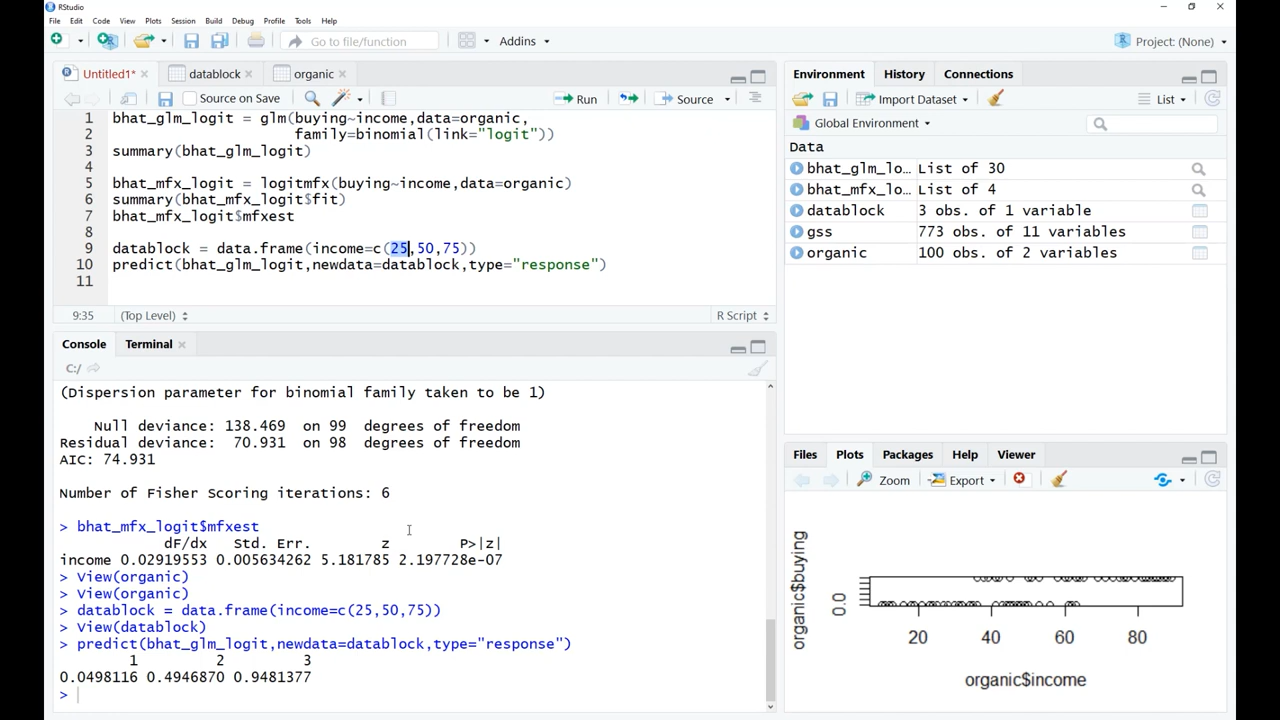 RStudio
File Edit Code View Plots Session Build Debug Profile Tools Help
Go to file/function Addins Project: (None)
Untitled1* datablock organic
Source on Save Run Source
1 bhat_glm_logit = glm(buying~income,data=organic,
2 family=binomial(link="logit"))
3 summary(bhat_glm_logit)
4
5 bhat_mfx_logit = logitmfx(buying~income,data=organic)
6 summary(bhat_mfx_logit$fit)
7 bhat_mfx_logit$mfxest
8
9 datablock = data.frame(income=c(25,50,75))
10 predict(bhat_glm_logit,newdata=datablock,type="response")
11
9:35 (Top Level) R Script
Console Terminal
C:/
(Dispersion parameter for binomial family taken to be 1)
Null deviance: 138.469 on 99 degrees of freedom
Residual deviance: 70.931 on 98 degrees of freedom
AIC: 74.931
Number of Fisher Scoring iterations: 6
> bhat_mfx_logit$mfxest
dF/dx Std. Err. z P>|z|
income 0.02919553 0.005634262 5.181785 2.197728e-07
> View(organic)
> View(organic)
> datablock = data.frame(income=c(25,50,75))
> View(datablock)
> predict(bhat_glm_logit,newdata=datablock,type="response")
1 2 3
0.0498116 0.4946870 0.9481377
>
Environment History Connections
Import Dataset List
Global Environment
Data
bhat_glm_lo… List of 30
bhat_mfx_lo… List of 4
datablock 3 obs. of 1 variable
gss 773 obs. of 11 variables
organic 100 obs. of 2 variables
Files Plots Packages Help Viewer
Zoom Export
organic$buying
0.0
20 40 60 80
organic$income